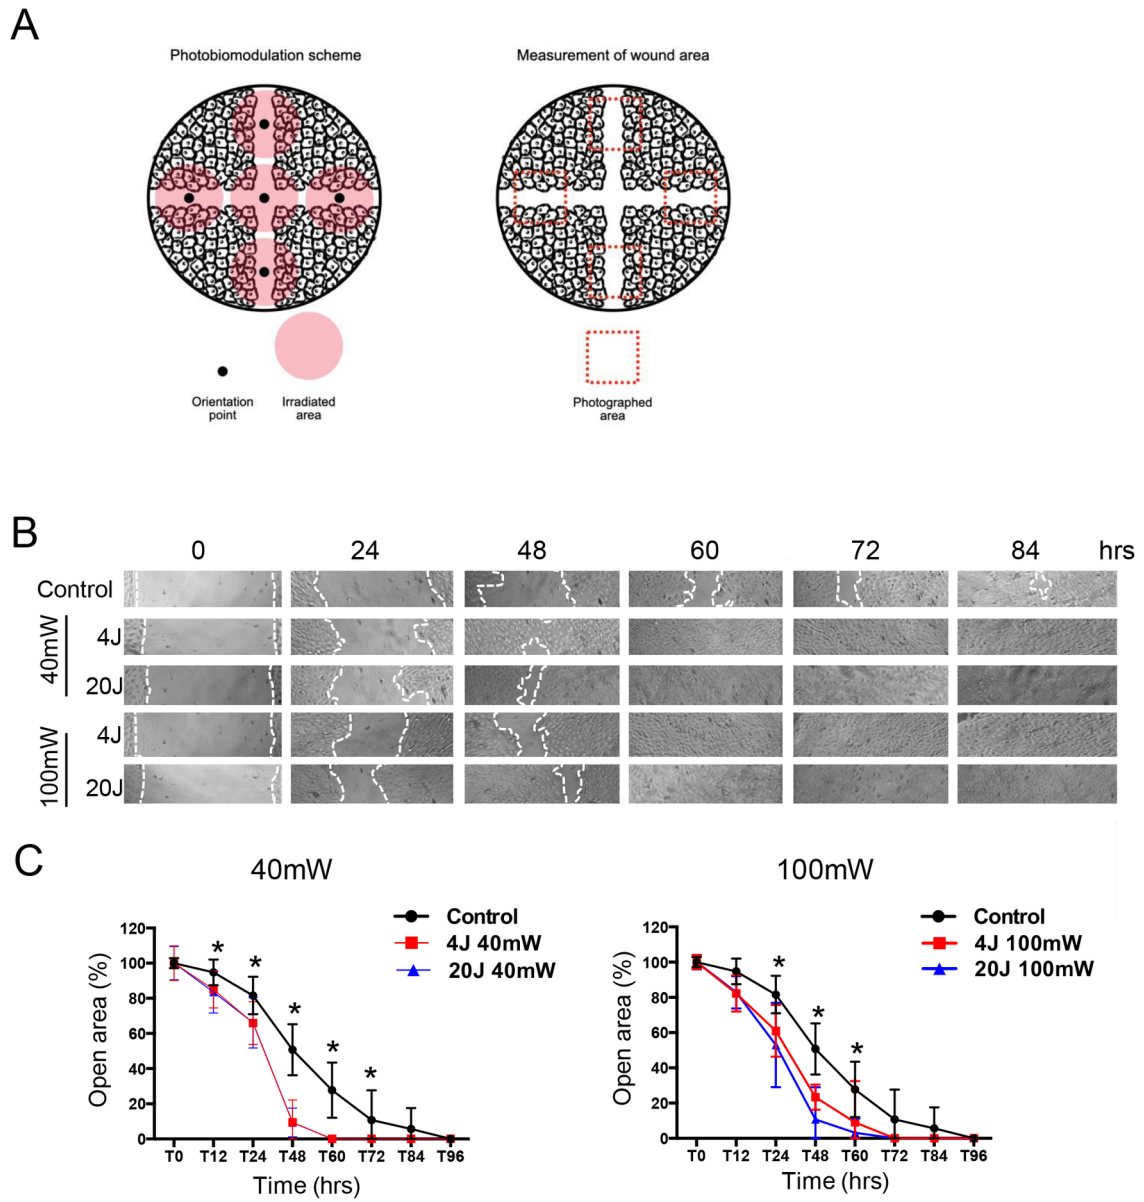 A
Photobiomodulation scheme
Measurement of wound area
Orientation
point
Irradiated
area
Photographed
area
B
0 24 48 60 72 84 hrs
Control
40mW
4J
20J
100mW
4J
20J
C
40mW
Control
4J 40mW
20J 40mW
Open area (%)
120
100
80
60
40
20
0
T0 T12 T24 T48 T60 T72 T84 T96
Time (hrs)
* * * * *
100mW
Control
4J 100mW
20J 100mW
Open area (%)
120
100
80
60
40
20
0
T0 T12 T24 T48 T60 T72 T84 T96
Time (hrs)
* * *